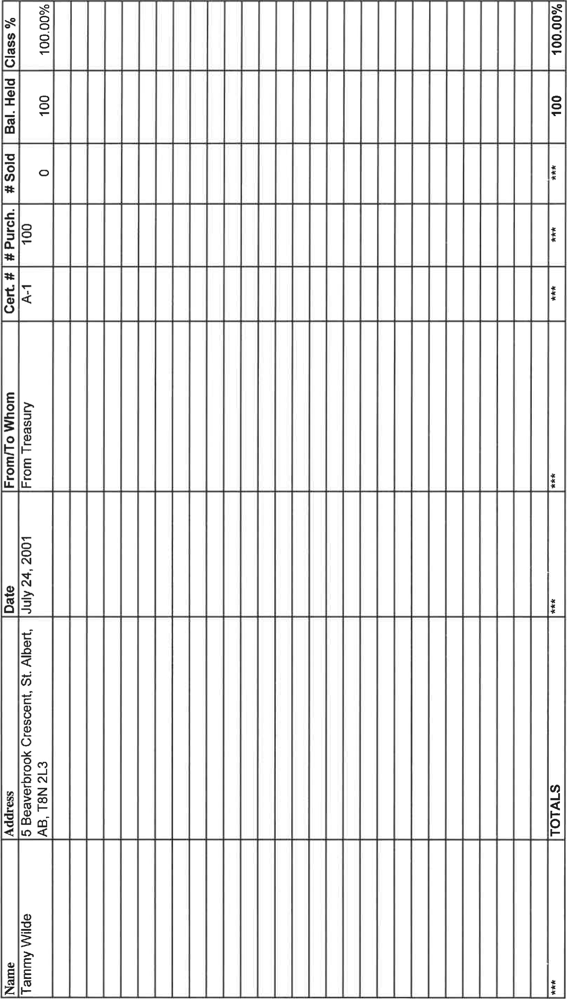 Name Address Date From/To Whom Cert. # # Purch. # Sold Bal. Held Class %
Tammy Wilde 5 Beaverbrook Crescent, St. Albert, July 24, 2001 From Treasury A-1 100
AB, T8N 2L3 0 100 100.00%
*** TOTALS *** *** *** *** *** 100 100.00%